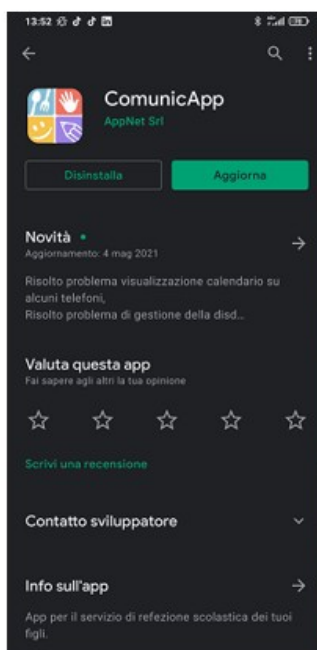 13:52
ComunicApp
AppNet Srl
Disinstalla
Aggiorna
Novità
Aggiornamento: 4 mag 2021
Risolto problema visualizzazione calendario su
alcuni telefoni,
Risolto problema di gestione della disd...
Valuta questa app
Fai sapere agli altri la tua opinione
Scrivi una recensione
Contatto sviluppatore
Info sull'app
App per il servizio di refezione scolastica dei tuoi
figli.